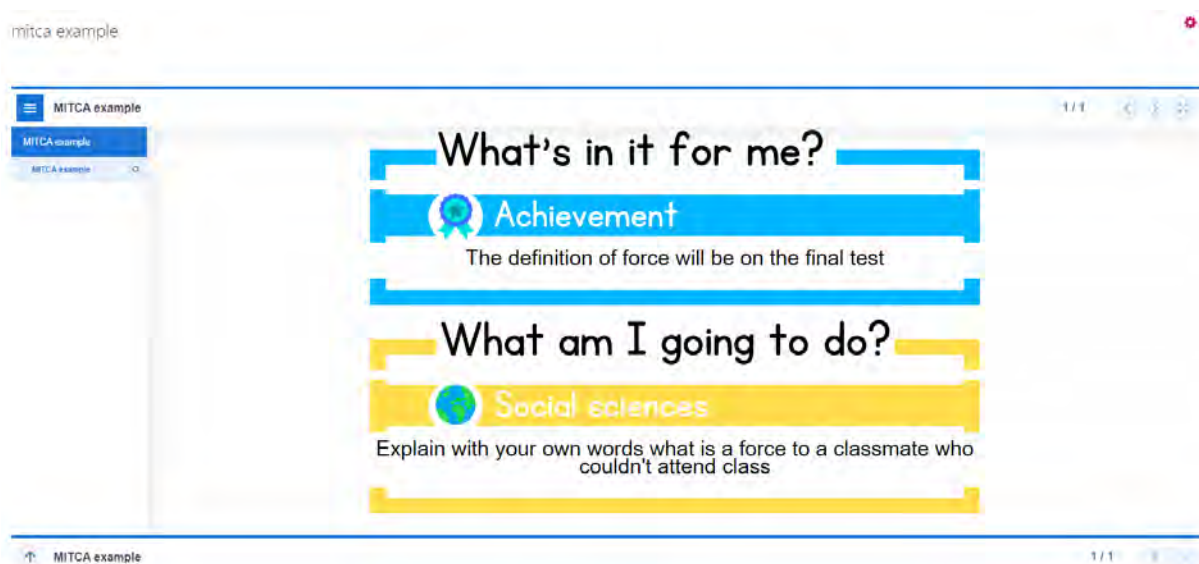 mitca example
MITCA example
1 / 1
MITCA example
MITCA example
What's in it for me?
Achievement
The definition of force will be on the final test
What am I going to do?
Social sciences
Explain with your own words what is a force to a classmate who
couldn't attend class
MITCA example
1 / 1